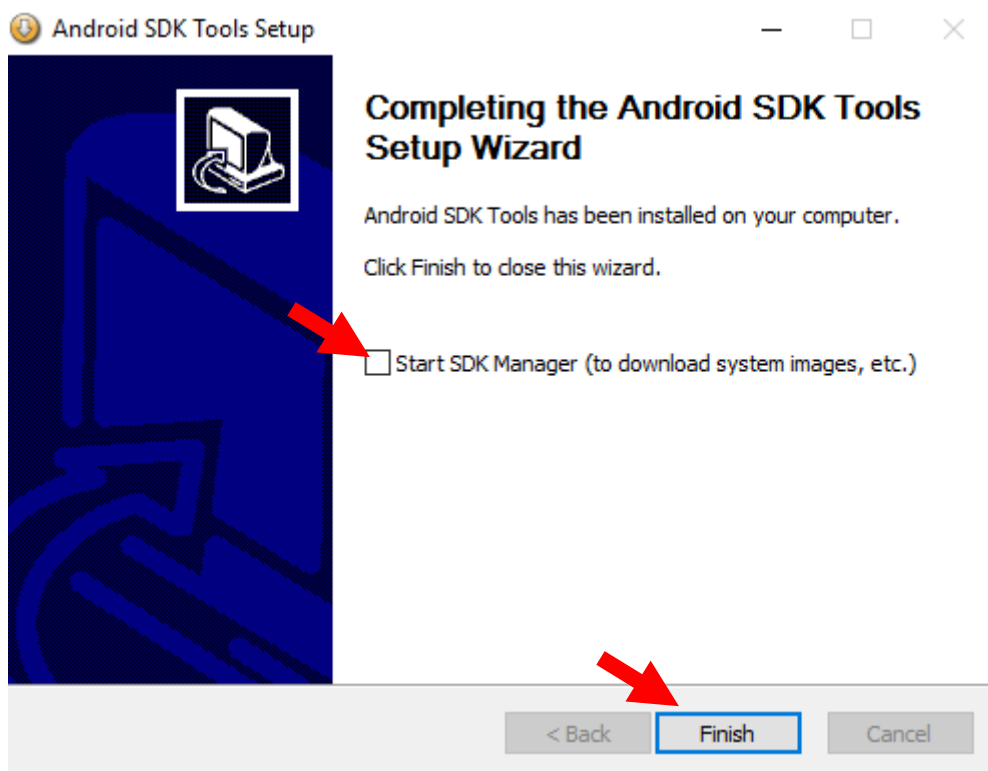 Android SDK Tools Setup
Completing the Android SDK Tools
Setup Wizard
Android SDK Tools has been installed on your computer.
Click Finish to close this wizard.
Start SDK Manager (to download system images, etc.)
< Back Finish Cancel